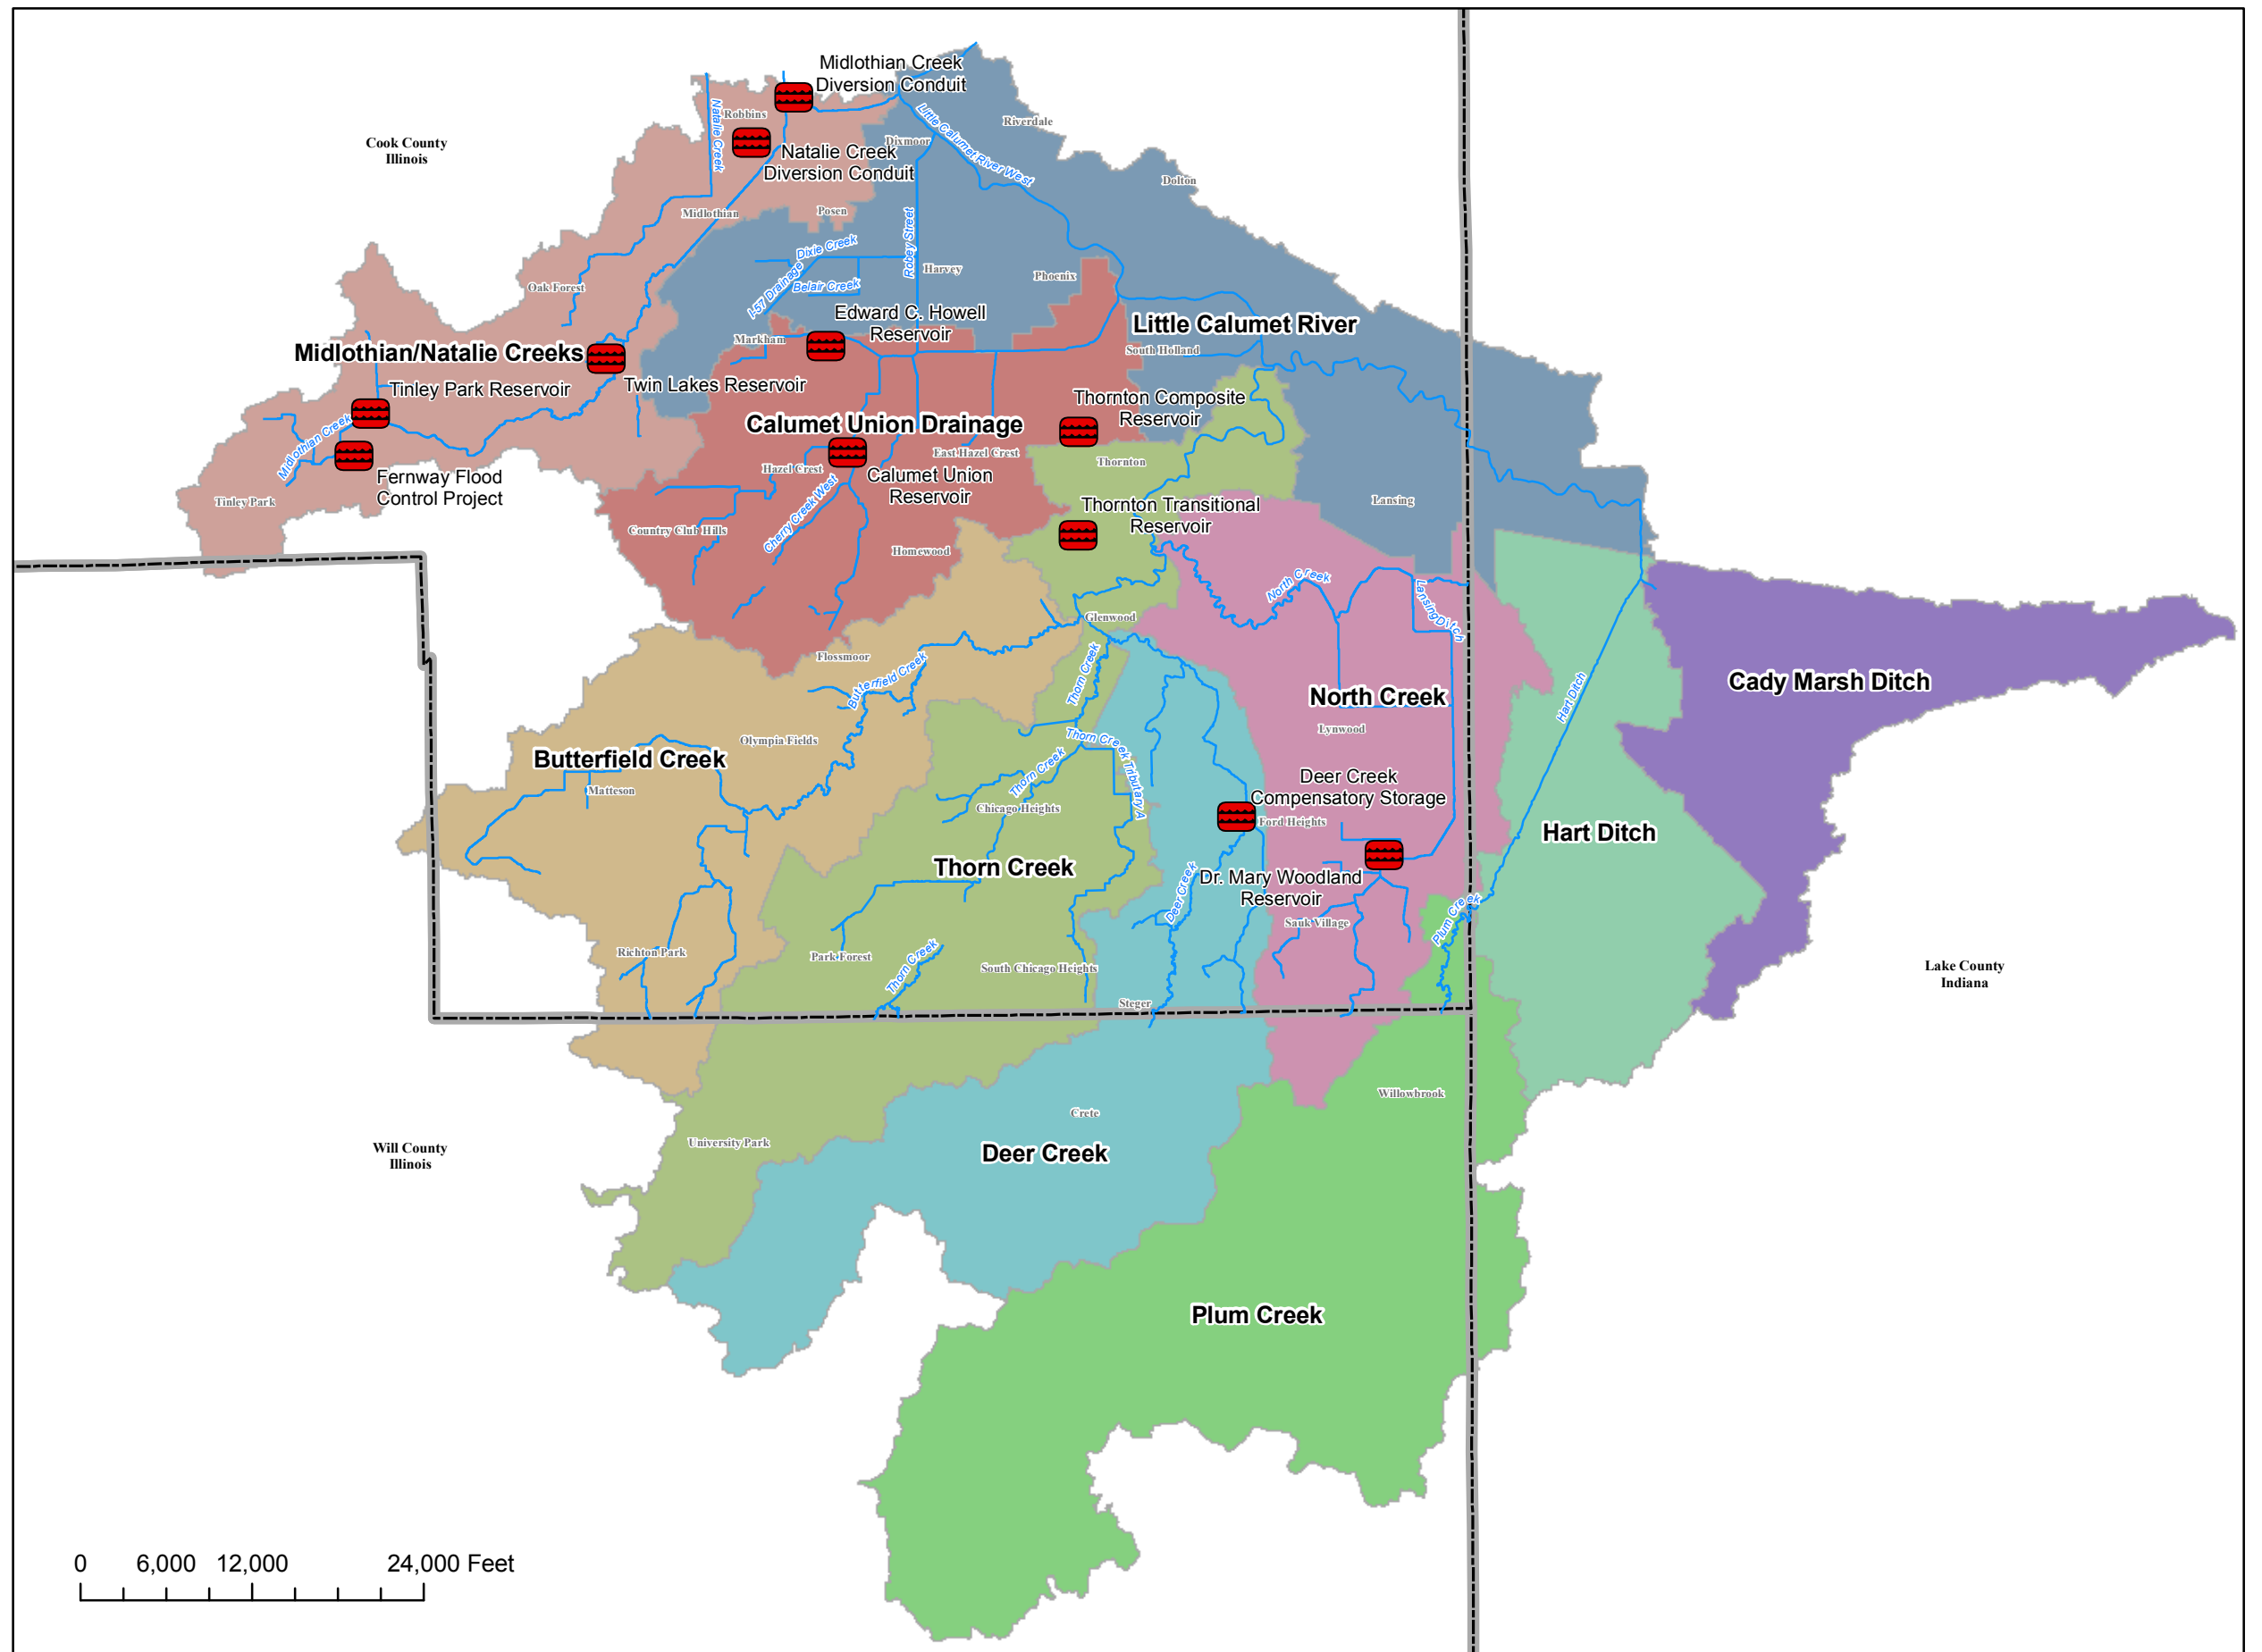 Midlothian Creek
Diversion Conduit
Cook County
Illinois
Natalie Creek
Robbins
Little Calumet River West
Riverdale
Dixmoor
Natalie Creek
Diversion Conduit
Dolton
Midlothian
Posen
Robey Street
Dixie Creek
I-57 Drainage
Belair Creek
Harvey
Phoenix
Oak Forest
Edward C. Howell
Reservoir
Little Calumet River
Markham
South Holland
Midlothian/Natalie Creeks
Tinley Park Reservoir
Twin Lakes Reservoir
Thornton Composite
Reservoir
Calumet Union Drainage
Midlothian Creek
East Hazel Crest
Thornton
Hazel Crest
Fernway Flood
Control Project
Calumet Union
Reservoir
Tinley Park
Lansing
Thornton Transitional
Reservoir
Country Club Hills
Cherry Creek West
Homewood
North Creek
Lansing Ditch
Glenwood
Flossmoor
Butterfield Creek
Thorn Creek
Cady Marsh Ditch
North Creek
Hart Ditch
Lynwood
Olympia Fields
Thorn Creek Tributary A
Butterfield Creek
Thorn Creek
Matteson
Deer Creek
Compensatory Storage
Chicago Heights
Ford Heights
Hart Ditch
Thorn Creek
Dr. Mary Woodland
Reservoir
Deer Creek
Plum Creek
Sauk Village
Richton Park
Park Forest
Thorn Creek
South Chicago Heights
Lake County
Indiana
Steger
Willowbrook
Crete
University Park
Will County
Illinois
Deer Creek
Plum Creek
0 6,000 12,000 24,000 Feet